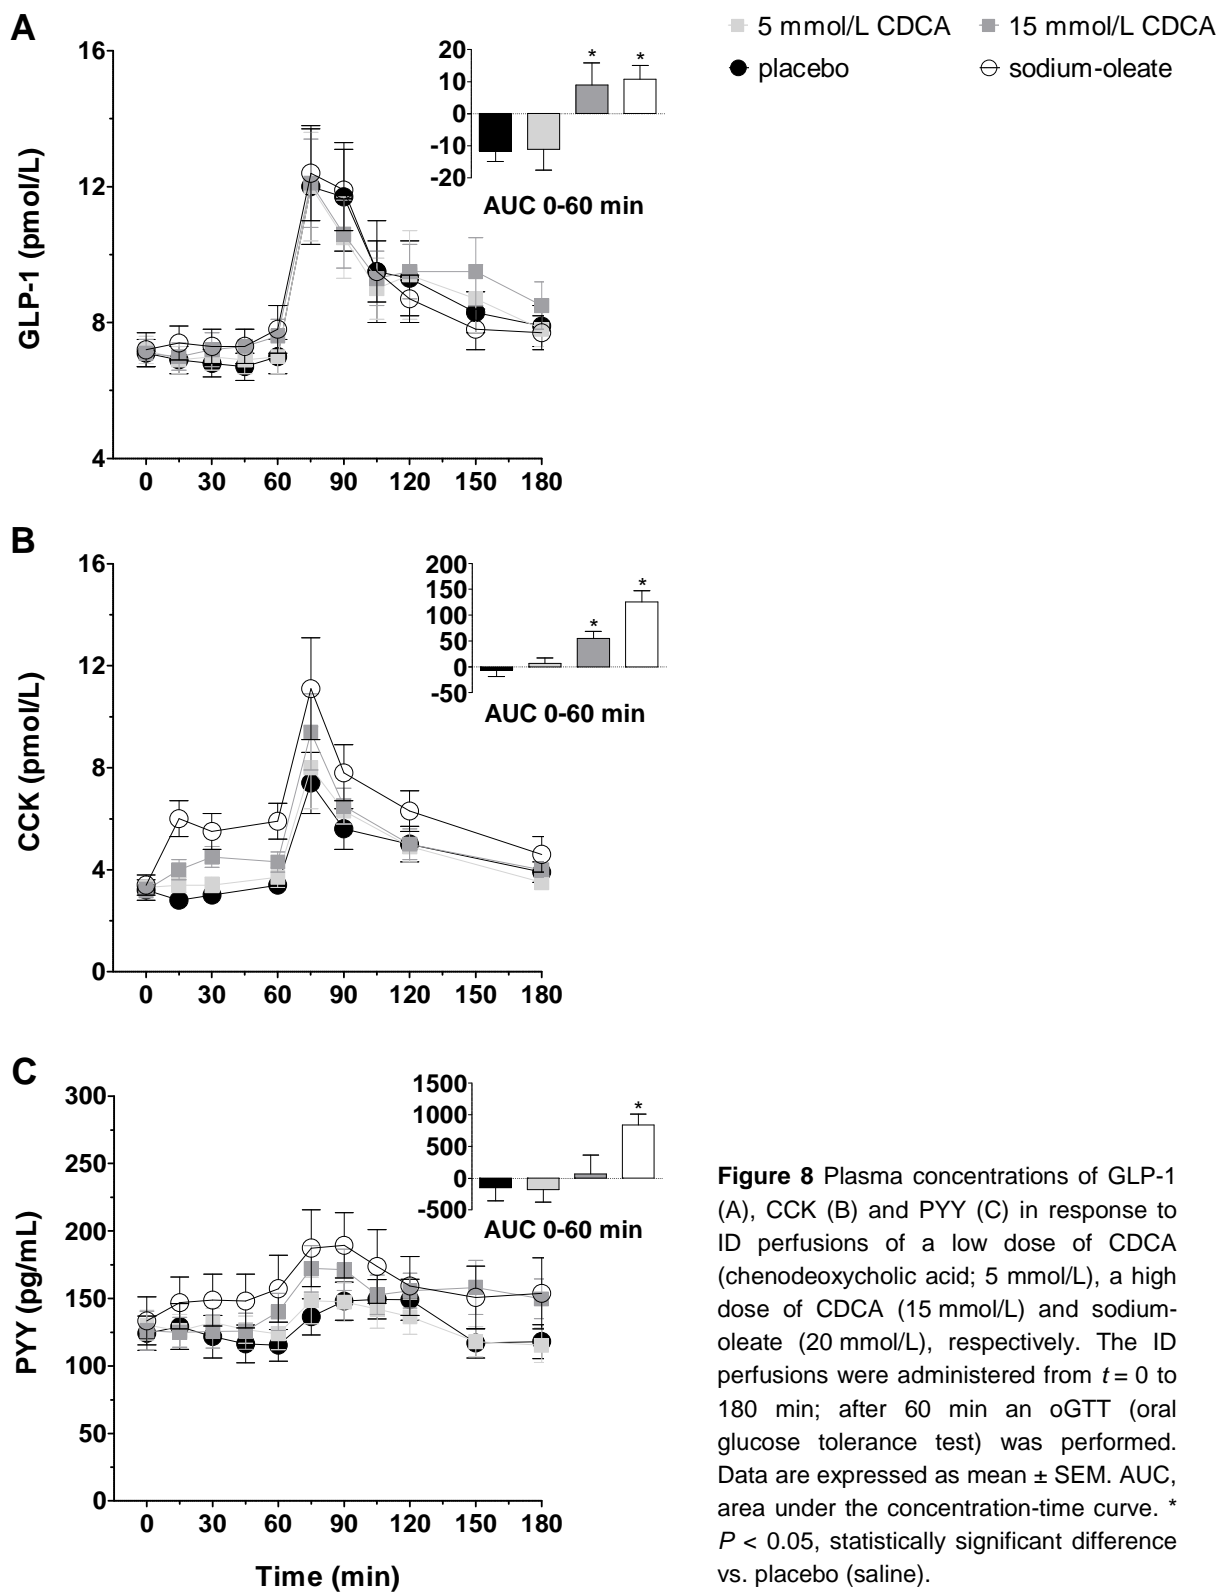 A
5 mmol/L CDCA
15 mmol/L CDCA
placebo
sodium-oleate
16
12
8
4
GLP-1 (pmol/L)
0 30 60 90 120 150 180
20
10
0
-10
-20
* *
AUC 0-60 min
B
16
12
8
4
0
CCK (pmol/L)
0 30 60 90 120 150 180
200
150
100
50
0
-50
* *
AUC 0-60 min
C
300
250
200
150
100
50
0
PYY (pg/mL)
0 30 60 90 120 150 180
Time (min)
1500
1000
500
0
-500
*
AUC 0-60 min
Figure 8 Plasma concentrations of GLP-1
(A), CCK (B) and PYY (C) in response to
ID perfusions of a low dose of CDCA
(chenodeoxycholic acid; 5 mmol/L), a high
dose of CDCA (15 mmol/L) and sodium-
oleate (20 mmol/L), respectively. The ID
perfusions were administered from t = 0 to
180 min; after 60 min an oGTT (oral
glucose tolerance test) was performed.
Data are expressed as mean ± SEM. AUC,
area under the concentration-time curve. *
P < 0.05, statistically significant difference
vs. placebo (saline).